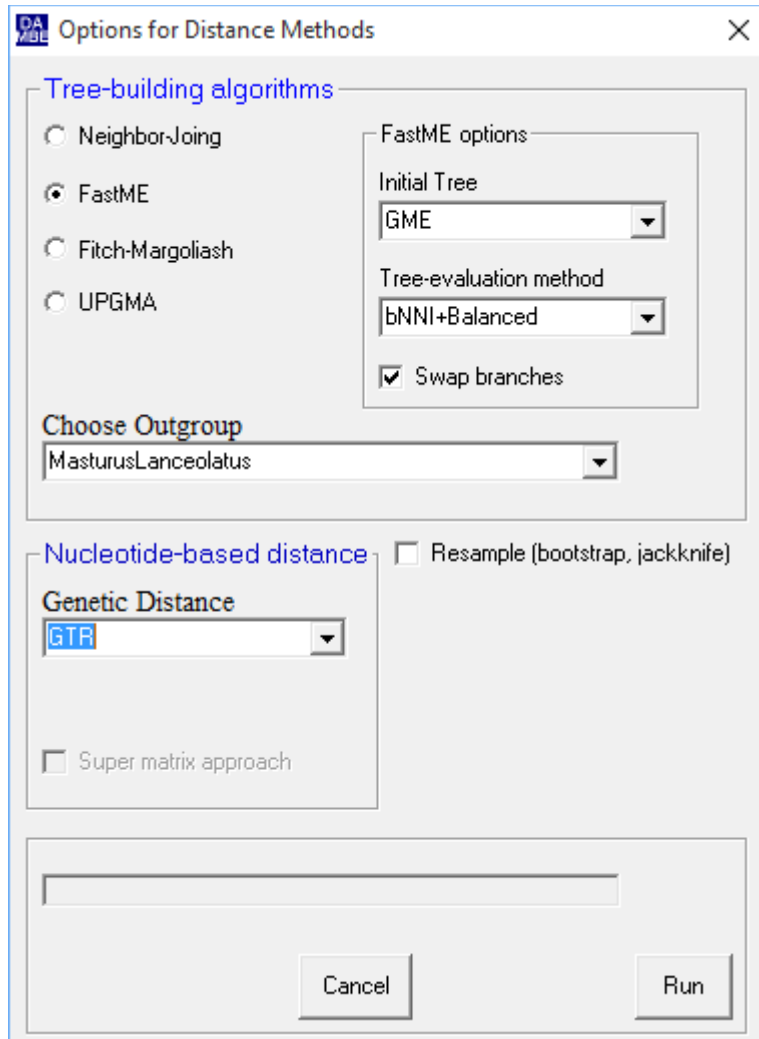 DA
MBE
Options for Distance Methods
Tree-building algorithms
Neighbor-Joing
FastME
Fitch-Margoliash
UPGMA
FastME options
Initial Tree
GME
Tree-evaluation method
bNNI+Balanced
Swap branches
Choose Outgroup
MasturusLanceolatus
Nucleotide-based distance
Resample (bootstrap, jackknife)
Genetic Distance
GTR
Super matrix approach
Cancel
Run